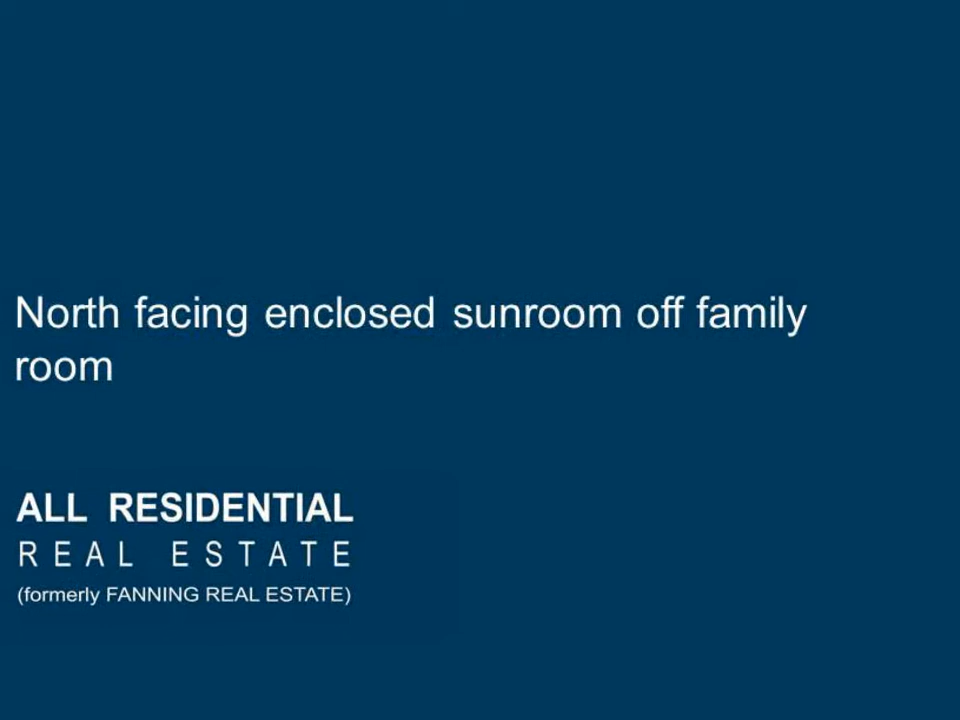 North facing enclosed sunroom off family
room
ALL RESIDENTIAL
REAL ESTATE
(formerly FANNING REAL ESTATE)